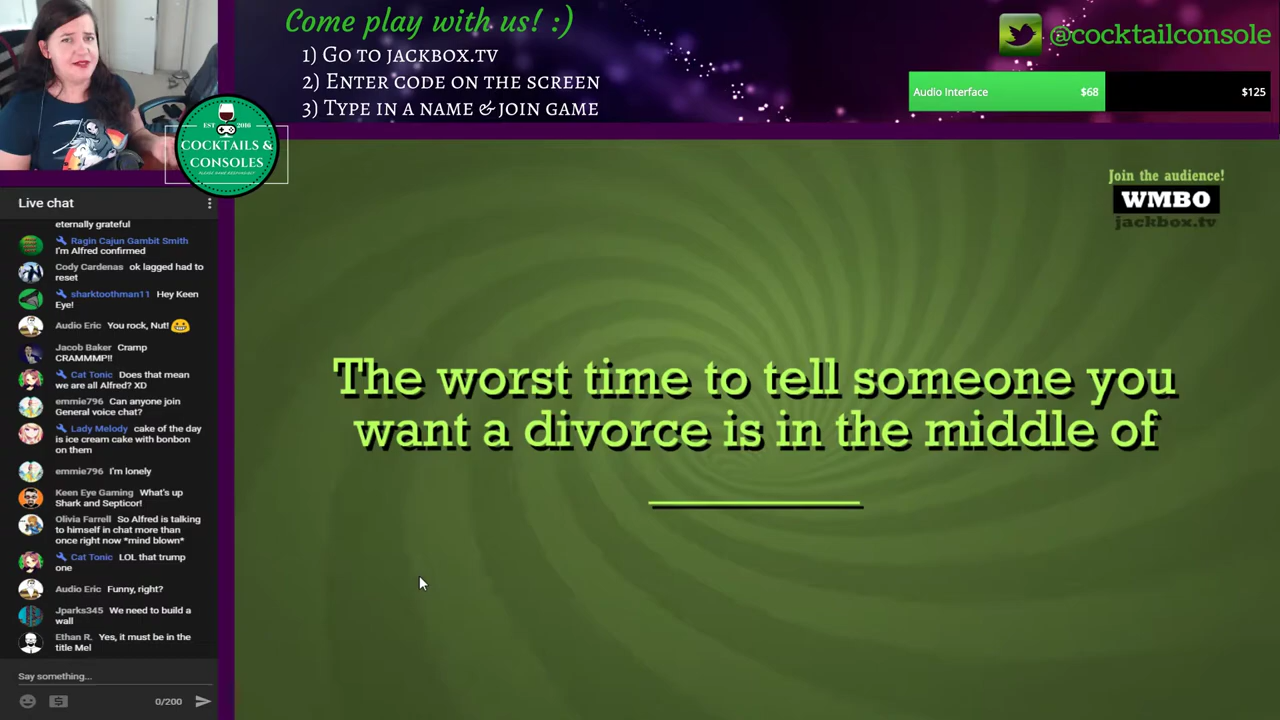 Come play with us! :)
1) Go to jackbox.tv
2) Enter code on the screen
3) Type in a name & join game
@cocktailconsole
Audio Interface $68 $125
EST 2016
COCKTAILS &
CONSOLES
Live chat
eternally grateful
Ragin Cajun Gambit Smith
I'm Alfred confirmed
Cody Cardenas ok lagged had to
reset
sharktoothman11 Hey Keen
Eye!
Audio Eric You rock, Nut!
Jacob Baker Cramp
CRAMMMP!!
Cat Tonic Does that mean
we are all Alfred? XD
emmie796 Can anyone join
General voice chat?
Lady Melody cake of the day
is ice cream cake with bonbon
on them
emmie796 I'm lonely
Keen Eye Gaming What's up
Shark and Septicor!
Olivia Farrell So Alfred is talking
to himself in chat more than
once right now *mind blown*
Cat Tonic LOL that trump
one
Audio Eric Funny, right?
Jparks345 We need to build a
wall
Ethan R. Yes, it must be in the
title Mel
Say something...
0/200
Join the audience!
WMBO
jackbox.tv
The worst time to tell someone you
want a divorce is in the middle of